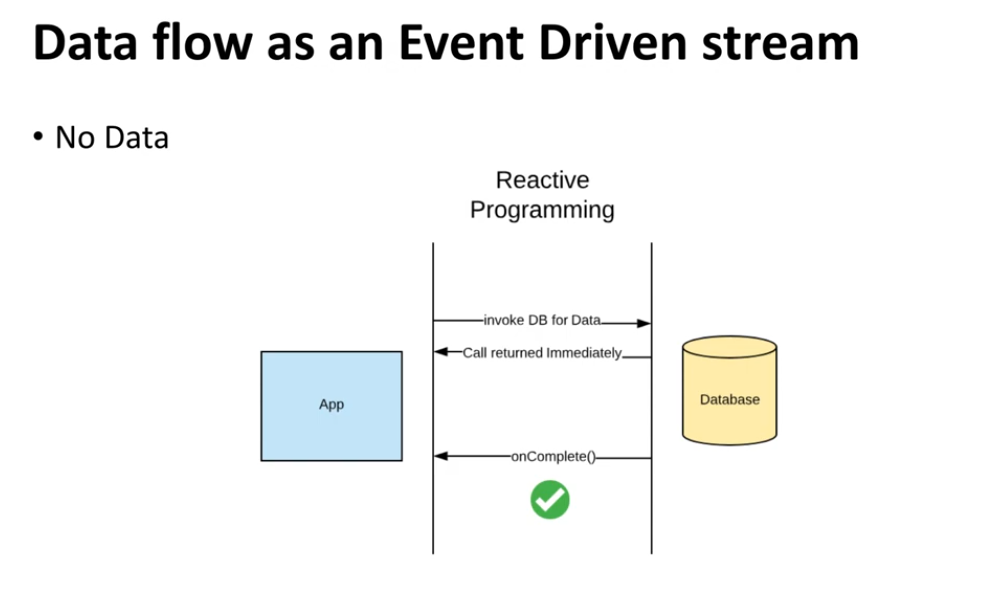 Data flow as an Event Driven stream
• No Data
Reactive
Programming
invoke DB for Data
Call returned Immediately
App
Database
onComplete()